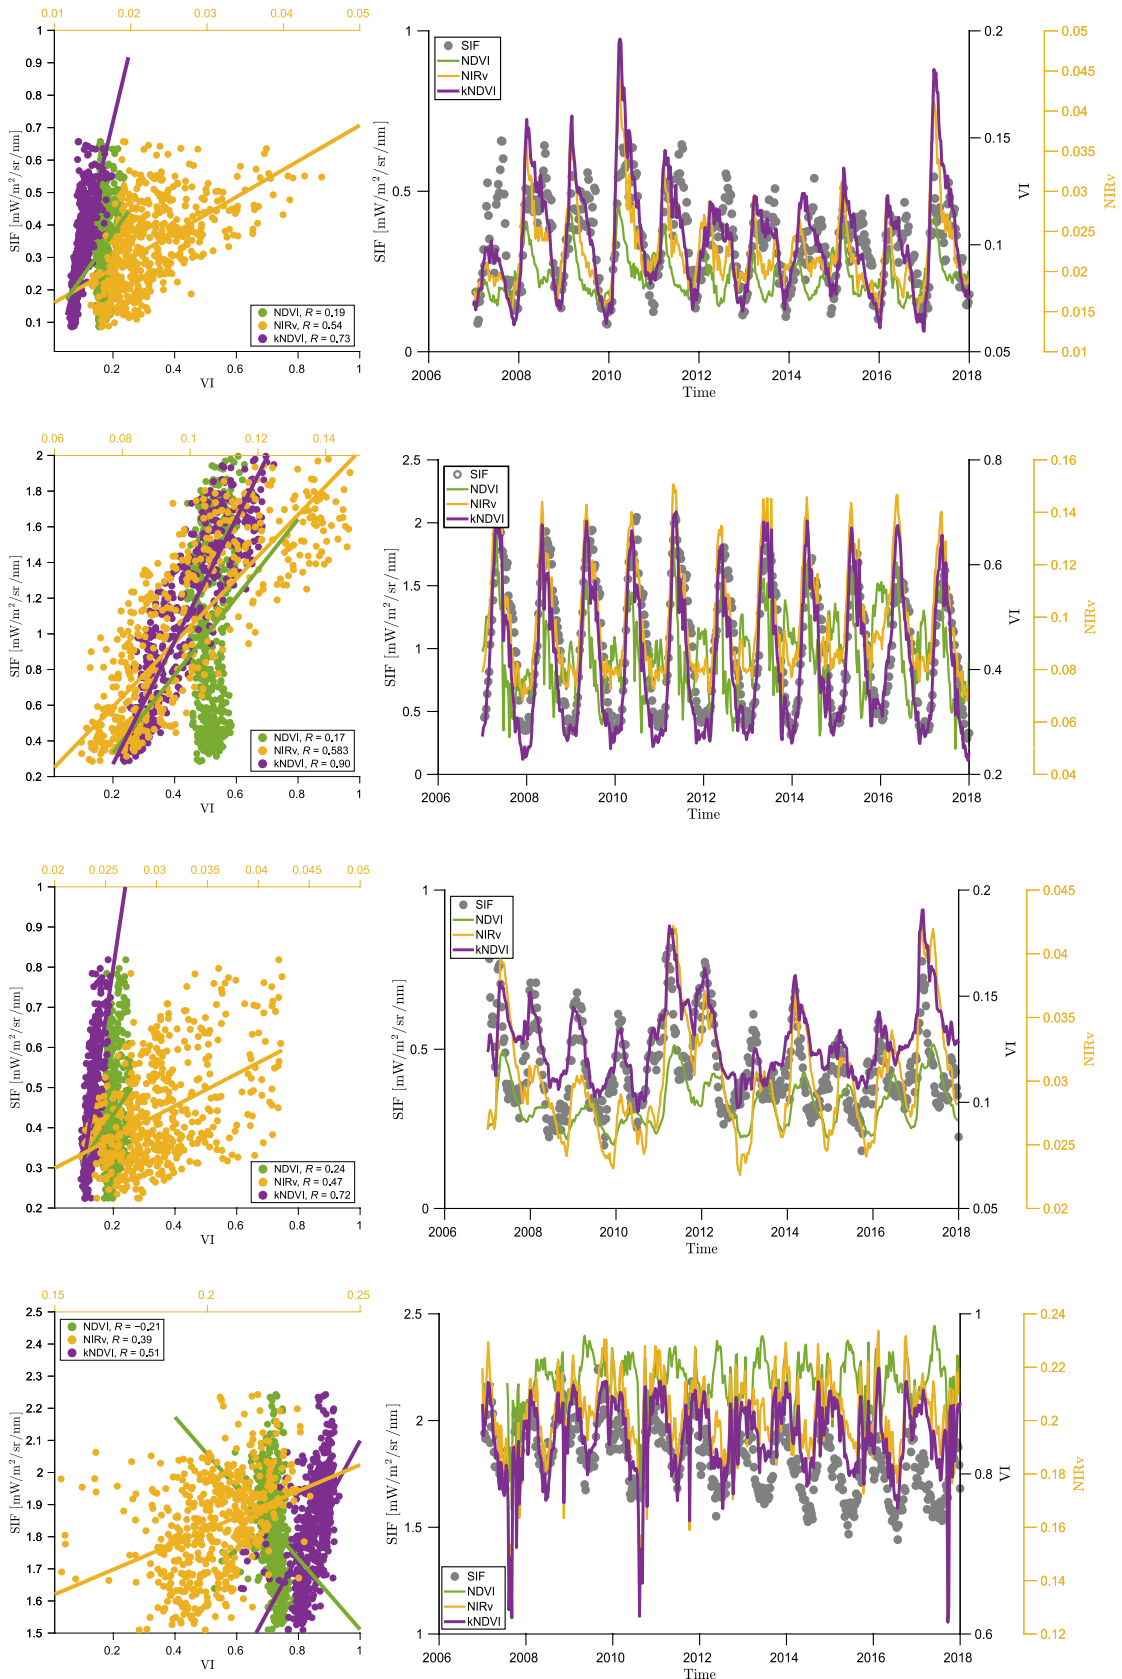 0.01 0.02 0.03 0.04 0.05
1
0.9
0.8
0.7
0.6
0.5
0.4
0.3
0.2
0.1
SIF [mW/m²/sr/nm]
NDVI, R = 0.19
NIRv, R = 0.54
kNDVI, R = 0.73
0.2 0.4 0.6 0.8 1
VI
1
0.5
0
SIF [mW/m²/sr/nm]
SIF
NDVI
NIRv
kNDVI
2006 2008 2010 2012 2014 2016 2018
Time
0.2
0.15
0.1
0.05
VI
0.05
0.045
0.04
0.035
0.03
0.025
0.02
0.015
0.01
NIRv
0.06 0.08 0.1 0.12 0.14
2
1.8
1.6
1.4
1.2
1
0.8
0.6
0.4
0.2
SIF [mW/m²/sr/nm]
NDVI, R = 0.17
NIRv, R = 0.583
kNDVI, R = 0.90
0.2 0.4 0.6 0.8 1
VI
2.5
2
1.5
1
0.5
0
SIF [mW/m²/sr/nm]
SIF
NDVI
NIRv
kNDVI
2006 2008 2010 2012 2014 2016 2018
Time
0.8
0.6
0.4
0.2
VI
0.16
0.14
0.12
0.1
0.08
0.06
0.04
NIRv
0.02 0.025 0.03 0.035 0.04 0.045 0.05
1
0.9
0.8
0.7
0.6
0.5
0.4
0.3
0.2
SIF [mW/m²/sr/nm]
NDVI, R = 0.24
NIRv, R = 0.47
kNDVI, R = 0.72
0.2 0.4 0.6 0.8 1
VI
1
0.5
0
SIF [mW/m²/sr/nm]
SIF
NDVI
NIRv
kNDVI
2006 2008 2010 2012 2014 2016 2018
Time
0.2
0.15
0.1
0.05
VI
0.045
0.04
0.035
0.03
0.025
0.02
NIRv
0.15 0.2 0.25
2.5
2.4
2.3
2.2
2.1
2
1.9
1.8
1.7
1.6
1.5
SIF [mW/m²/sr/nm]
NDVI, R = −0.21
NIRv, R = 0.39
kNDVI, R = 0.51
0.2 0.4 0.6 0.8 1
VI
2.5
2
1.5
1
SIF [mW/m²/sr/nm]
SIF
NDVI
NIRv
kNDVI
2006 2008 2010 2012 2014 2016 2018
Time
1
0.8
0.6
VI
0.24
0.22
0.2
0.18
0.16
0.14
0.12
NIRv